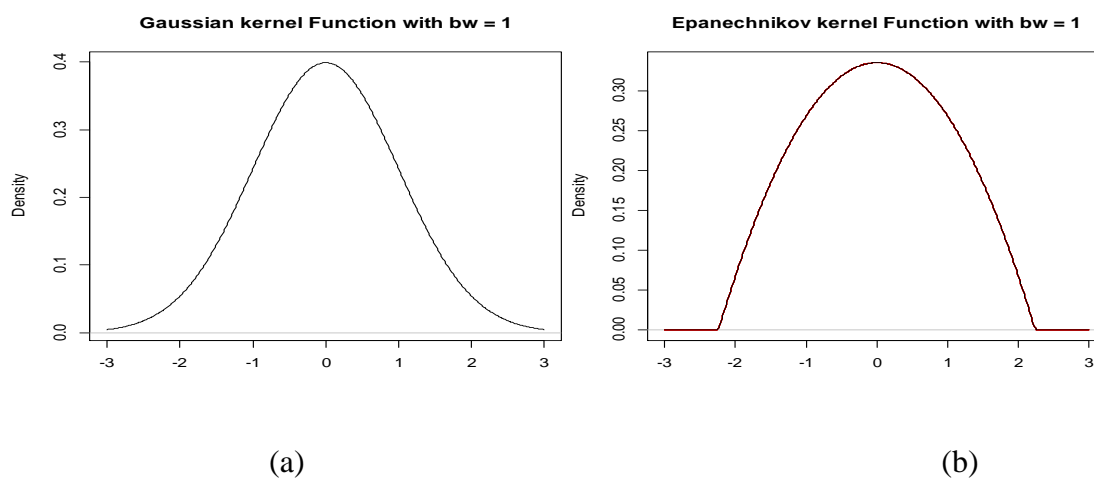 Gaussian kernel Function with bw = 1
Density
0.0 0.1 0.2 0.3 0.4
-3 -2 -1 0 1 2 3
(a)
Epanechnikov kernel Function with bw = 1
Density
0.00 0.05 0.10 0.15 0.20 0.25 0.30
-3 -2 -1 0 1 2 3
(b)